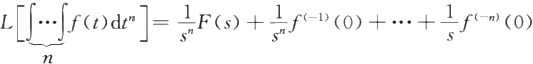 L[∫⋯∫f(t)dtⁿ] = 1/sⁿ F(s) + 1/sⁿ f⁽⁻¹⁾(0) + ⋯ + 1/s f⁽⁻ⁿ⁾(0)
n